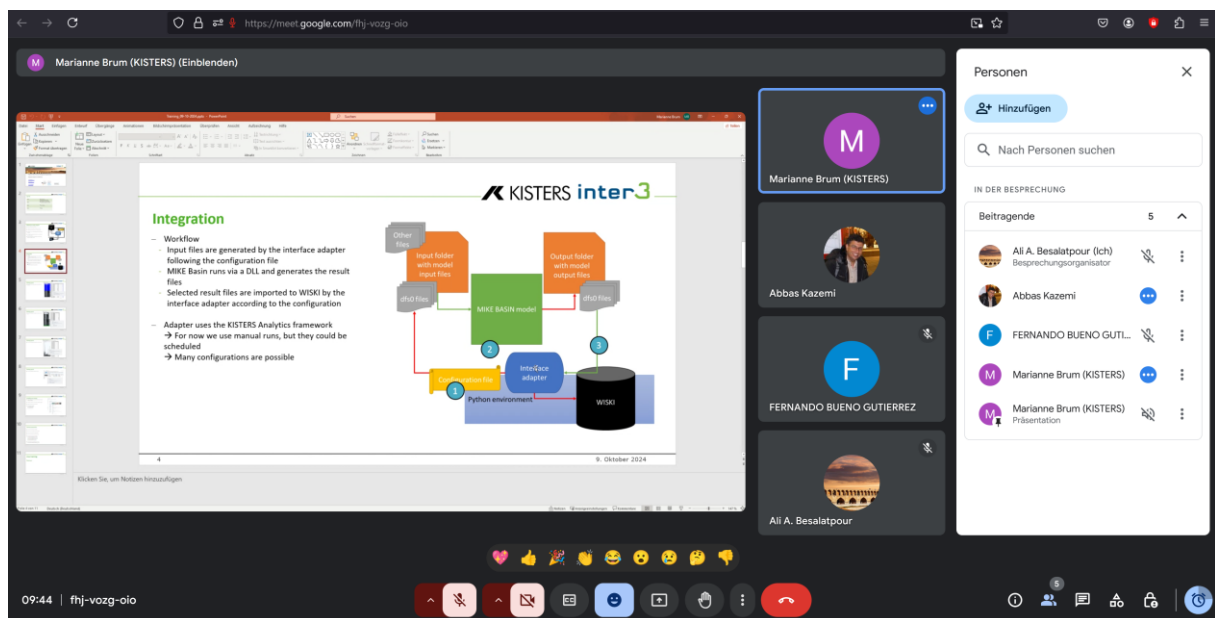 https://meet.google.com/fhj-vozg-oio
Marianne Brum (KISTERS) (Einblenden)
KISTERS inter3
Integration
– Workflow
- Input files are generated by the interface adapter
following the configuration file
- MIKE Basin runs via a DLL and generates the result
files
- Selected result files are imported to WISKI by the
interface adapter according to the configuration
– Adapter uses the KISTERS Analytics framework
→ For now we use manual runs, but they could be
scheduled
→ Many configurations are possible
Other
files
Input folder
with model
input files
Output folder
with model
output files
dfs0 files
dfs0 files
MIKE BASIN model
2
3
Interface
adapter
Configuration file
1
Python environment
WISKI
4
9. Oktober 2024
Klicken Sie, um Notizen hinzuzufügen
M
Marianne Brum (KISTERS)
Abbas Kazemi
F
FERNANDO BUENO GUTIERREZ
Ali A. Besalatpour
Personen
Hinzufügen
Nach Personen suchen
IN DER BESPRECHUNG
Beitragende 5
Ali A. Besalatpour (Ich)
Besprechungsorganisator
Abbas Kazemi
F FERNANDO BUENO GUTI...
M Marianne Brum (KISTERS)
M Marianne Brum (KISTERS)
Präsentation
09:44 | fhj-vozg-oio
5